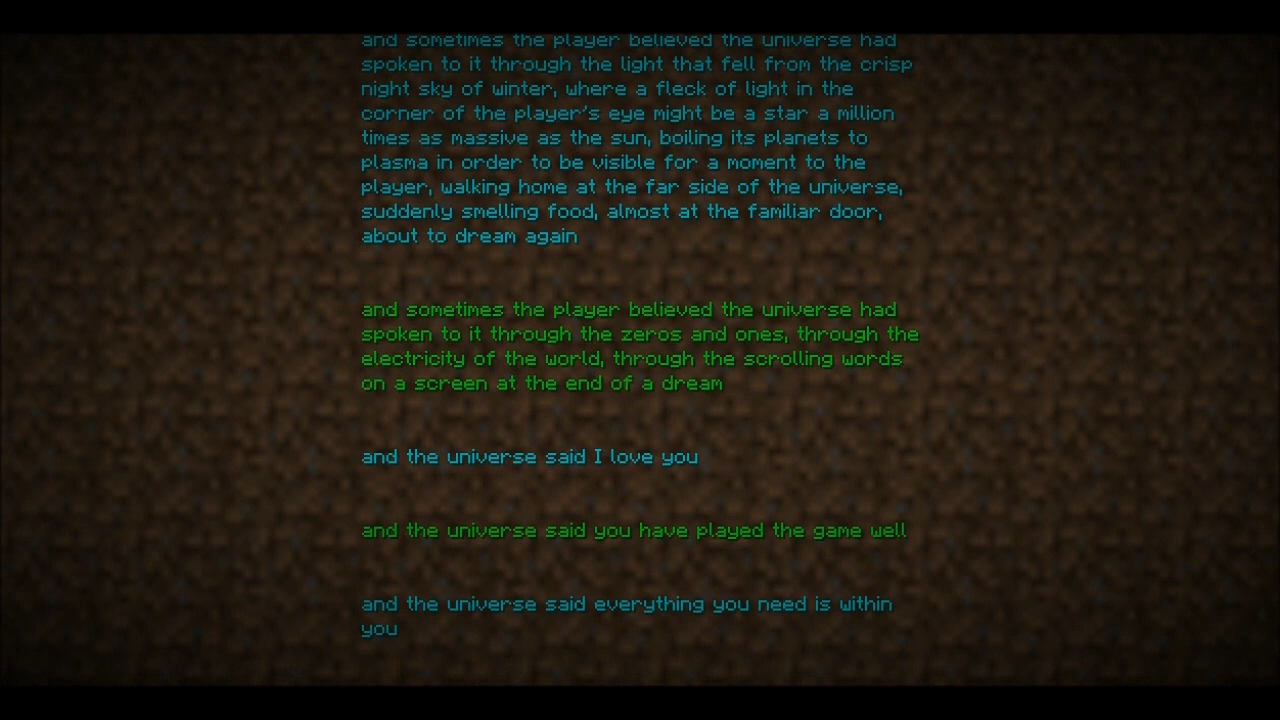 and sometimes the player believed the universe had
spoken to it through the light that fell from the crisp
night sky of winter, where a fleck of light in the
corner of the player's eye might be a star a million
times as massive as the sun, boiling its planets to
plasma in order to be visible for a moment to the
player, walking home at the far side of the universe,
suddenly smelling food, almost at the familiar door,
about to dream again
and sometimes the player believed the universe had
spoken to it through the zeros and ones, through the
electricity of the world, through the scrolling words
on a screen at the end of a dream
and the universe said I love you
and the universe said you have played the game well
and the universe said everything you need is within
you